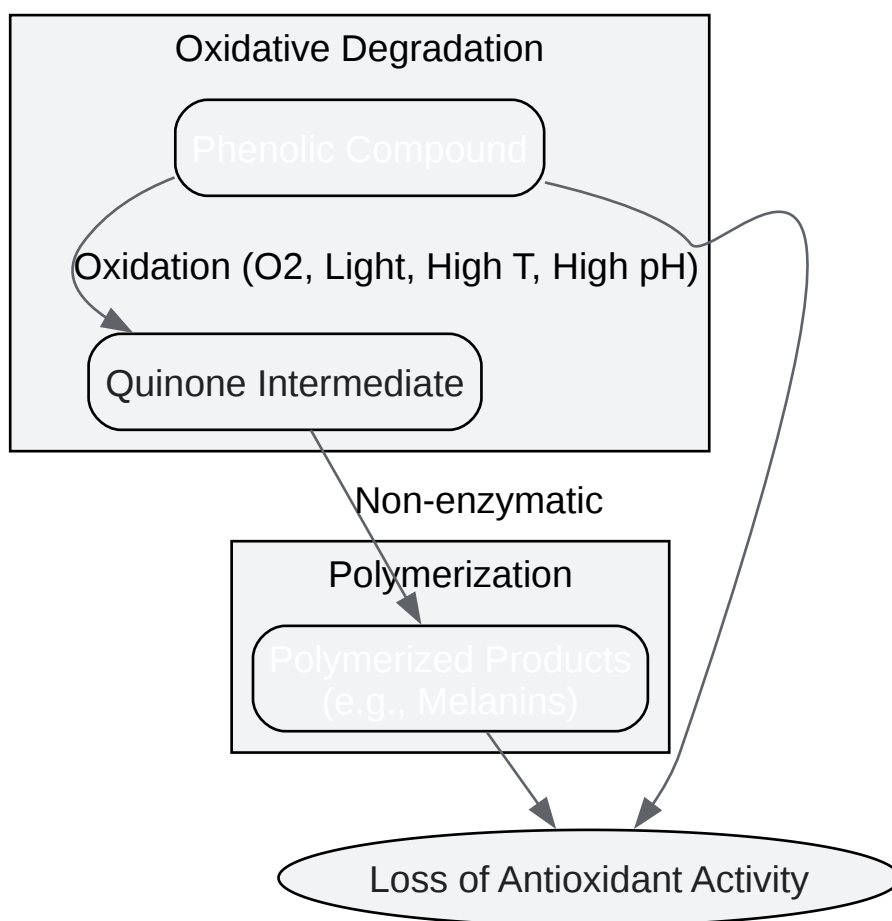 Oxidative Degradation
Phenolic Compound
Oxidation (O2, Light, High T, High pH)
Quinone Intermediate
Non-enzymatic
Polymerization
Polymerized Products
(e.g., Melanins)
Loss of Antioxidant Activity